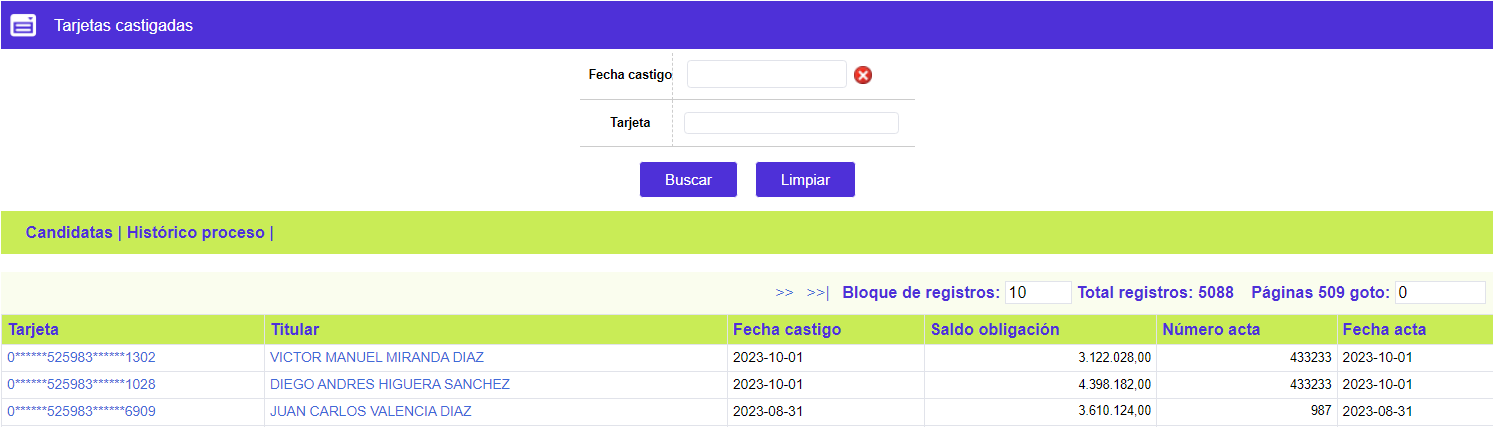 Tarjetas castigadas
Fecha castigo
Tarjeta
Buscar Limpiar
Candidatas | Histórico proceso |
>> >>| Bloque de registros: 10 Total registros: 5088 Páginas 509 goto: 0
Tarjeta Titular Fecha castigo Saldo obligación Número acta Fecha acta
0******525983******1302 VICTOR MANUEL MIRANDA DIAZ 2023-10-01 3.122.028,00 433233 2023-10-01
0******525983******1028 DIEGO ANDRES HIGUERA SANCHEZ 2023-10-01 4.398.182,00 433233 2023-10-01
0******525983******6909 JUAN CARLOS VALENCIA DIAZ 2023-08-31 3.610.124,00 987 2023-08-31